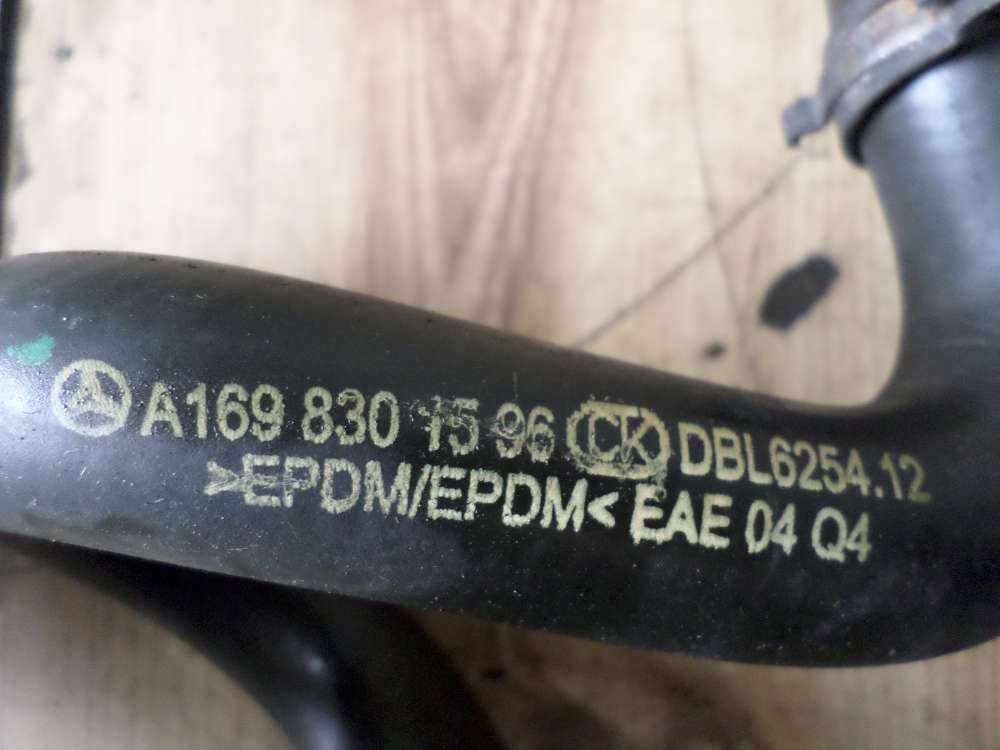 A169 830 15 96 CK DBL6254.12
>EPDM/EPDM< EAE 04 Q4